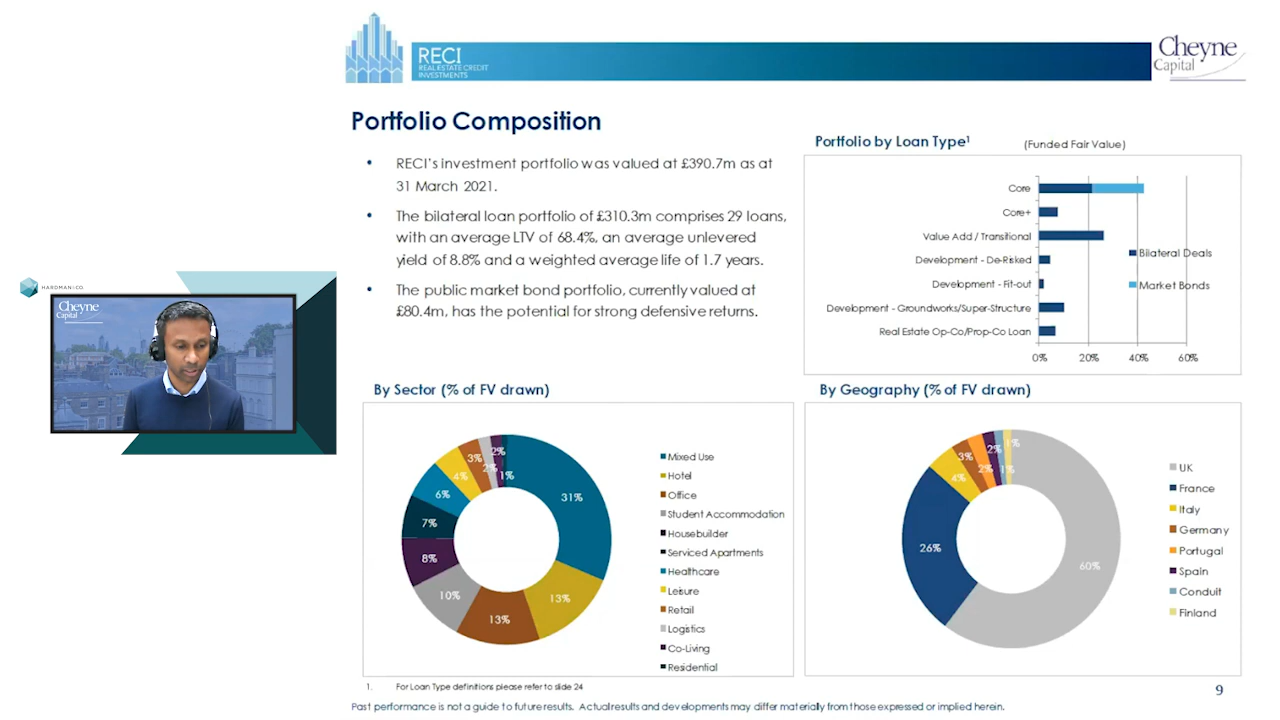 RECI
REAL ESTATE CREDIT
INVESTMENTS
Cheyne
Capital
Portfolio Composition
• RECI's investment portfolio was valued at £390.7m as at
31 March 2021.
• The bilateral loan portfolio of £310.3m comprises 29 loans,
with an average LTV of 68.4%, an average unlevered
yield of 8.8% and a weighted average life of 1.7 years.
• The public market bond portfolio, currently valued at
£80.4m, has the potential for strong defensive returns.
Portfolio by Loan Type¹ (Funded Fair Value)
Core
Core+
Value Add / Transitional
Development - De-Risked
Development - Fit-out
Development - Groundworks/Super-Structure
Real Estate Op-Co/Prop-Co Loan
0% 20% 40% 60%
Bilateral Deals
Market Bonds
HARDMAN&CO.
Cheyne
Capital
By Sector (% of FV drawn)
31%
13%
13%
10%
8%
7%
6%
4%
3%
2%
2%
1%
Mixed Use
Hotel
Office
Student Accommodation
Housebuilder
Serviced Apartments
Healthcare
Leisure
Retail
Logistics
Co-Living
Residential
By Geography (% of FV drawn)
60%
26%
4%
3%
2%
2%
1%
1%
UK
France
Italy
Germany
Portugal
Spain
Conduit
Finland
1. For Loan Type definitions please refer to slide 24
9
Past performance is not a guide to future results. Actual results and developments may differ materially from those expressed or implied herein.